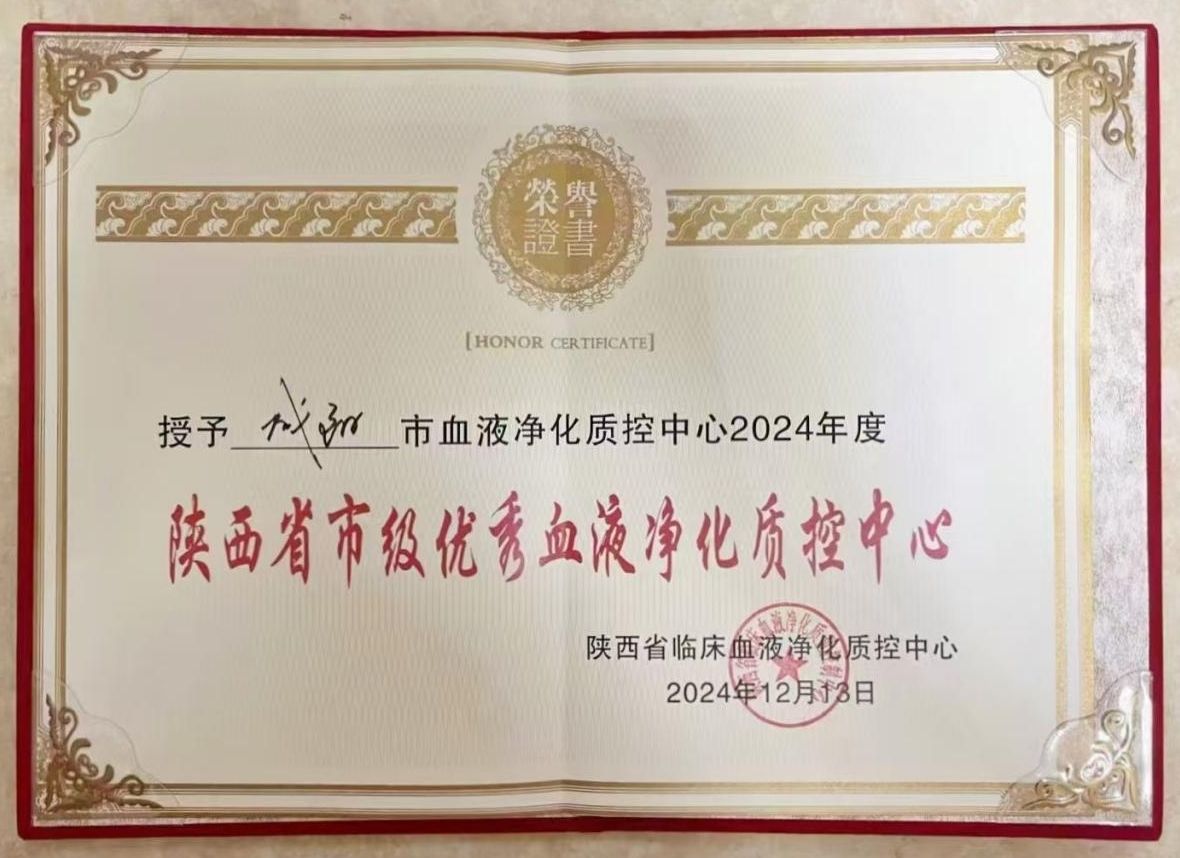 榮譽
證書
[HONOR CERTIFICATE]
授予 市血液净化质控中心2024年度
陕西省市级优秀血液净化质控中心
陕西省临床血液净化质控中心
2024年12月13日